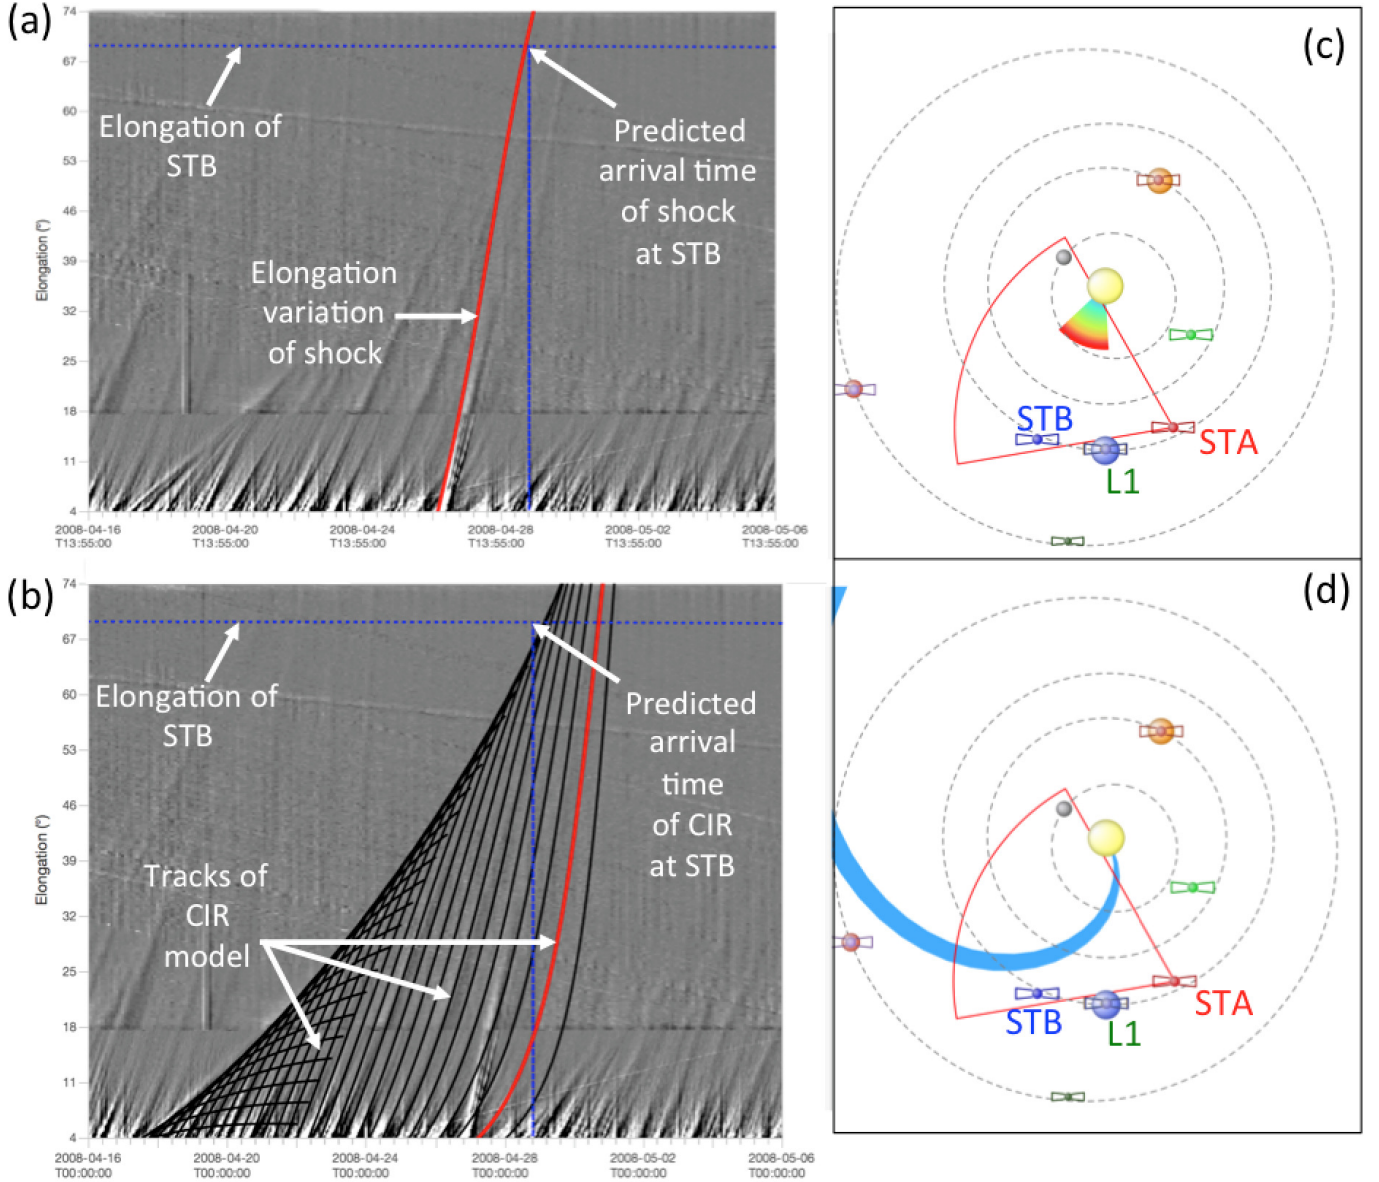 (a)
74
67
60
53
46
39
32
25
18
11
4
Elongation (°)
Elongation of
STB
Predicted
arrival time
of shock
at STB
Elongation
variation
of shock
2008-04-16
T13:55:00
2008-04-20
T13:55:00
2008-04-24
T13:55:00
2008-04-28
T13:55:00
2008-05-02
T13:55:00
2008-05-06
T13:55:00
(c)
STB
STA
L1
(b)
74
67
60
53
46
39
32
25
18
11
4
Elongation (°)
Elongation of
STB
Predicted
arrival
time
of CIR
at STB
Tracks of
CIR
model
2008-04-16
T00:00:00
2008-04-20
T00:00:00
2008-04-24
T00:00:00
2008-04-28
T00:00:00
2008-05-02
T00:00:00
2008-05-06
T00:00:00
(d)
STB
STA
L1